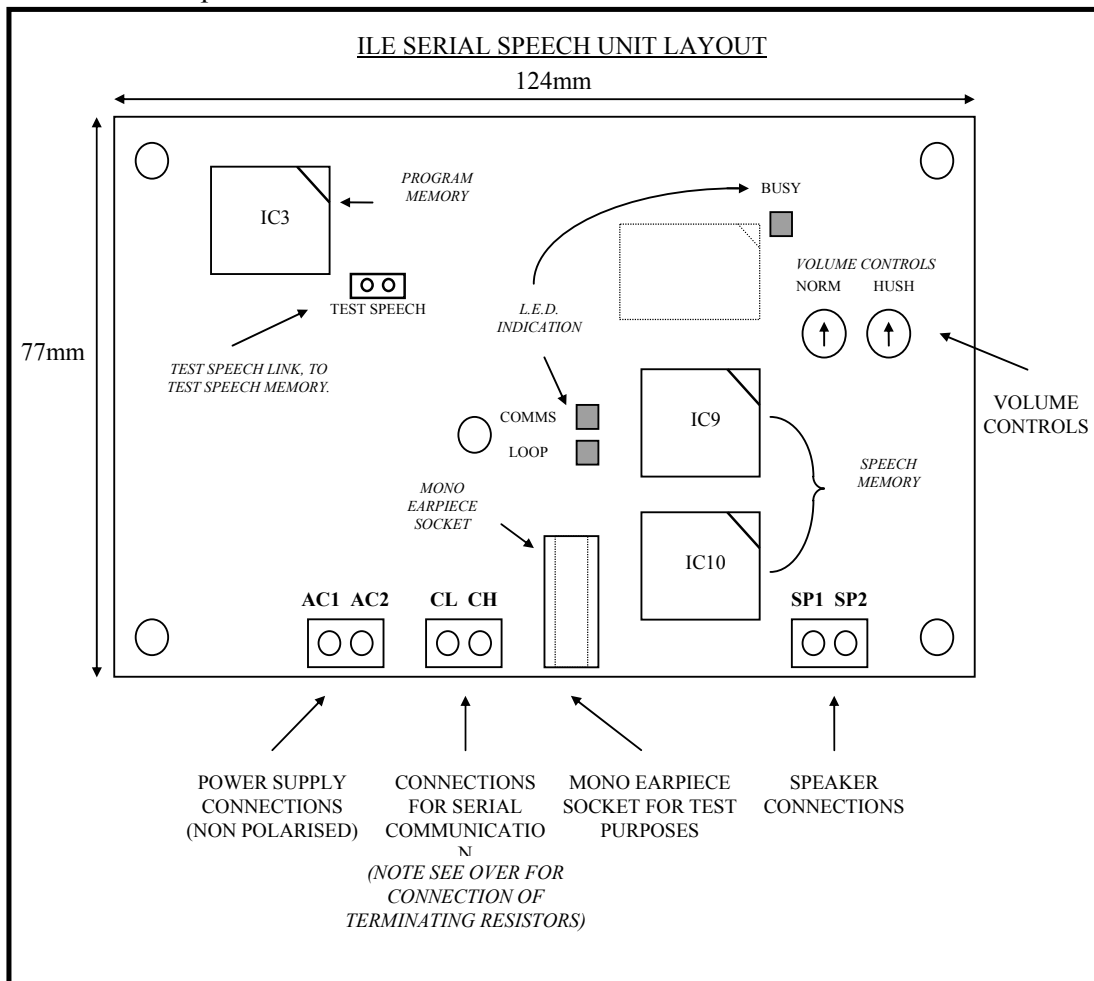 ILE SERIAL SPEECH UNIT LAYOUT
124mm
77mm
IC3
PROGRAM
MEMORY
TEST SPEECH
TEST SPEECH LINK, TO
TEST SPEECH MEMORY.
BUSY
L.E.D.
INDICATION
VOLUME CONTROLS
NORM HUSH
VOLUME
CONTROLS
COMMS
LOOP
IC9
SPEECH
MEMORY
MONO
EARPIECE
SOCKET
IC10
AC1 AC2
CL CH
SP1 SP2
POWER SUPPLY
CONNECTIONS
(NON POLARISED)
CONNECTIONS
FOR SERIAL
COMMUNICATIO
N
(NOTE SEE OVER FOR
CONNECTION OF
TERMINATING RESISTORS)
MONO EARPIECE
SOCKET FOR TEST
PURPOSES
SPEAKER
CONNECTIONS